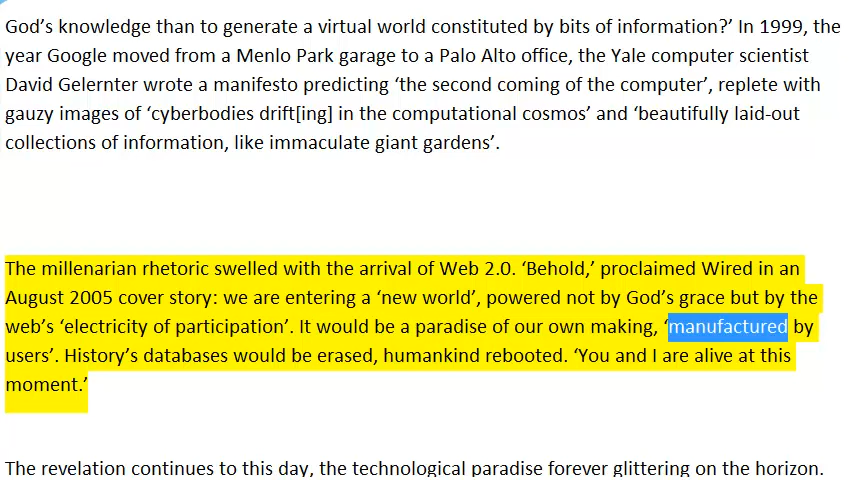 God’s knowledge than to generate a virtual world constituted by bits of information?’ In 1999, the
year Google moved from a Menlo Park garage to a Palo Alto office, the Yale computer scientist
David Gelernter wrote a manifesto predicting ‘the second coming of the computer’, replete with
gauzy images of ‘cyberbodies drift[ing] in the computational cosmos’ and ‘beautifully laid-out
collections of information, like immaculate giant gardens’.
The millenarian rhetoric swelled with the arrival of Web 2.0. ‘Behold,’ proclaimed Wired in an
August 2005 cover story: we are entering a ‘new world’, powered not by God’s grace but by the
web’s ‘electricity of participation’. It would be a paradise of our own making, ‘manufactured by
users’. History’s databases would be erased, humankind rebooted. ‘You and I are alive at this
moment.’
The revelation continues to this day, the technological paradise forever glittering on the horizon.